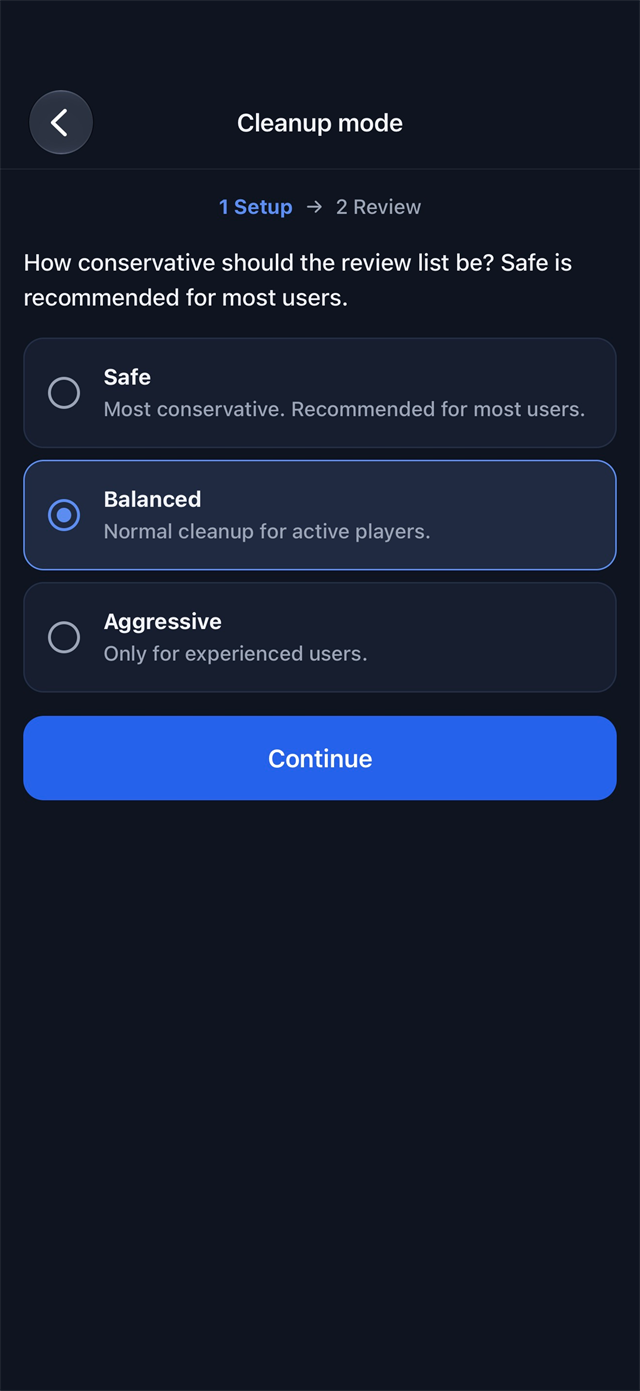 Cleanup mode
1 Setup → 2 Review
How conservative should the review list be? Safe is
recommended for most users.
Safe
Most conservative. Recommended for most users.
Balanced
Normal cleanup for active players.
Aggressive
Only for experienced users.
Continue